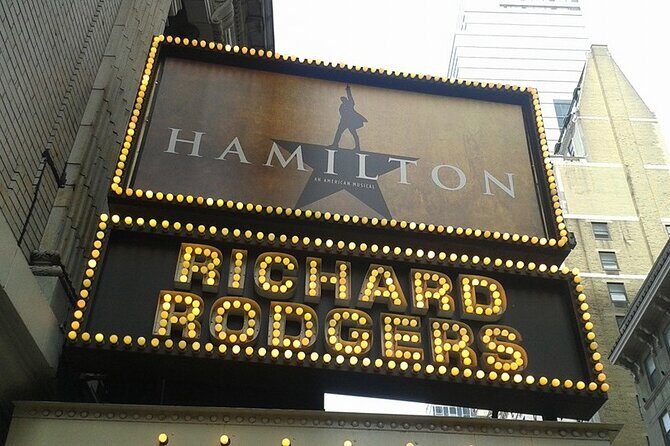 HAMILTON
AN AMERICAN MUSICAL
RICHARD
RODGERS